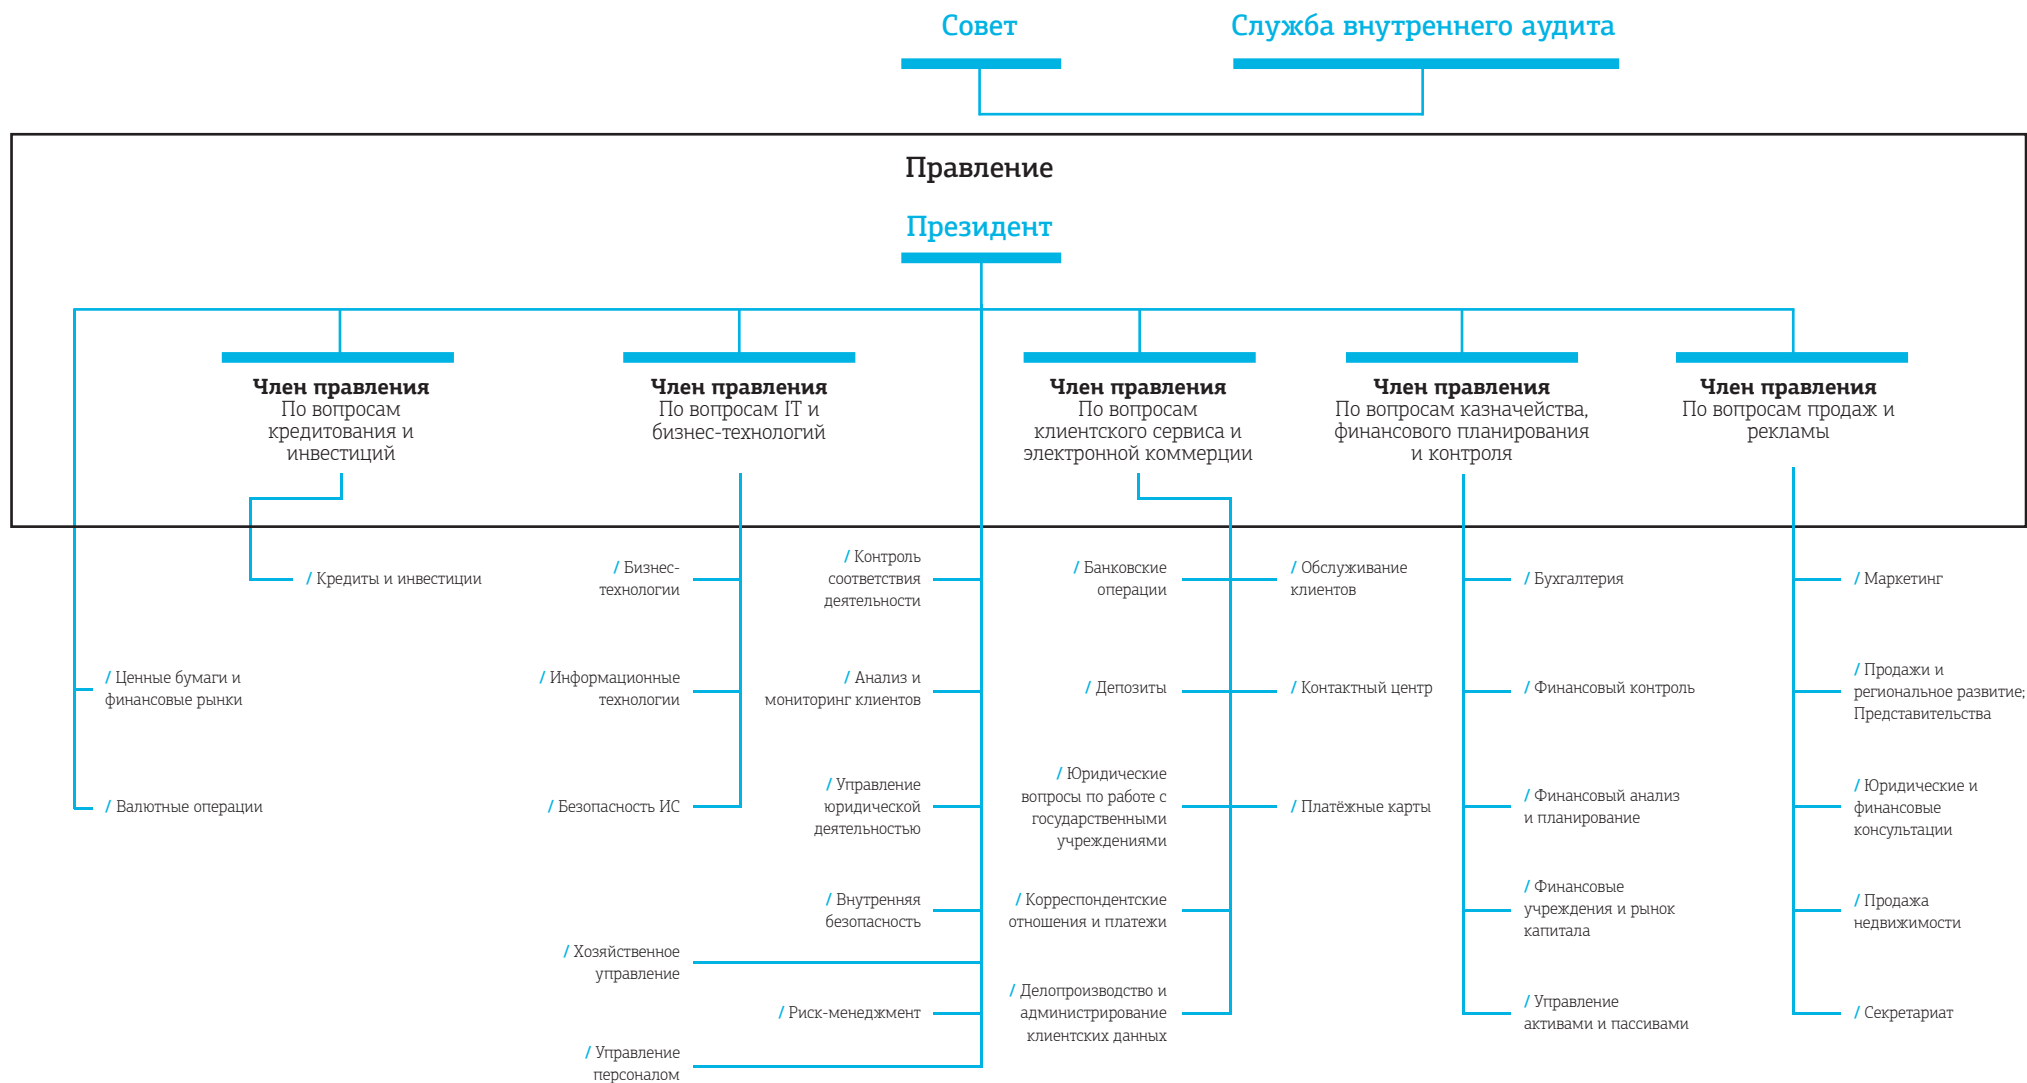 Совет
Служба внутреннего аудита
Правление
Президент
Член правления
По вопросам
кредитования и
инвестиций
Член правления
По вопросам IT и
бизнес-технологий
Член правления
По вопросам
клиентского сервиса и
электронной коммерции
Член правления
По вопросам казначейства,
финансового планирования
и контроля
Член правления
По вопросам продаж и
рекламы
/ Кредиты и инвестиции
/ Ценные бумаги и
финансовые рынки
/ Валютные операции
/ Бизнес-
технологии
/ Информационные
технологии
/ Безопасность ИС
/ Контроль
соответствия
деятельности
/ Анализ и
мониторинг клиентов
/ Управление
юридической
деятельностью
/ Внутренняя
безопасность
/ Хозяйственное
управление
/ Риск-менеджмент
/ Управление
персоналом
/ Банковские
операции
/ Депозиты
/ Юридические
вопросы по работе с
государственными
учреждениями
/ Корреспондентские
отношения и платежи
/ Делопроизводство и
администрирование
клиентских данных
/ Обслуживание
клиентов
/ Контактный центр
/ Платёжные карты
/ Бухгалтерия
/ Финансовый контроль
/ Финансовый анализ
и планирование
/ Финансовые
учреждения и рынок
капитала
/ Управление
активами и пассивами
/ Маркетинг
/ Продажи и
региональное развитие;
Представительства
/ Юридические и
финансовые
консультации
/ Продажа
недвижимости
/ Секретариат